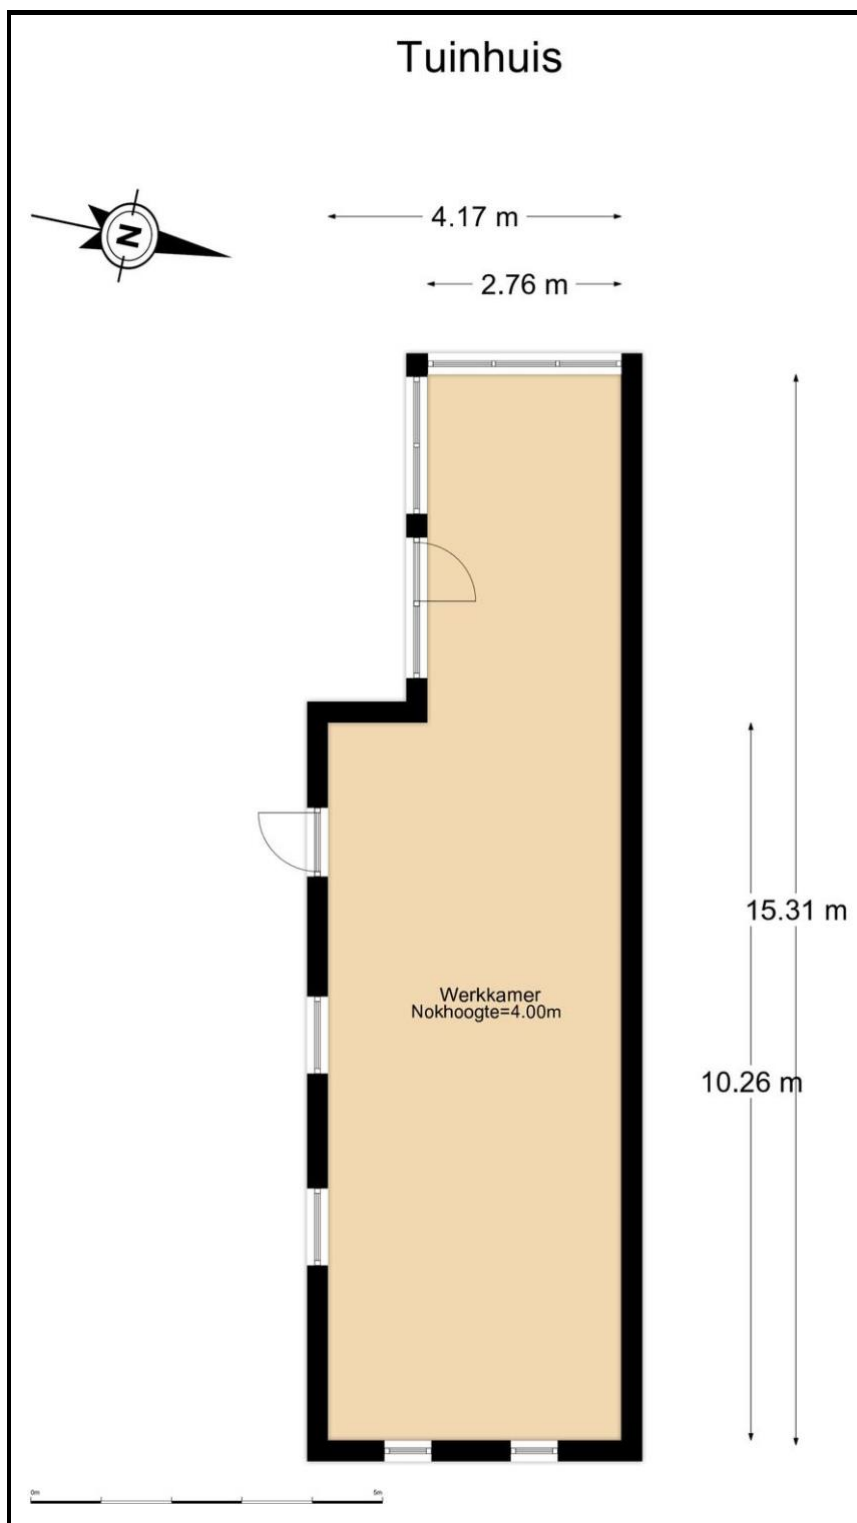 Tuinhuis
N
4.17 m
2.76 m
15.31 m
Werkkamer
Nokhoogte=4.00m
10.26 m
0m
5m